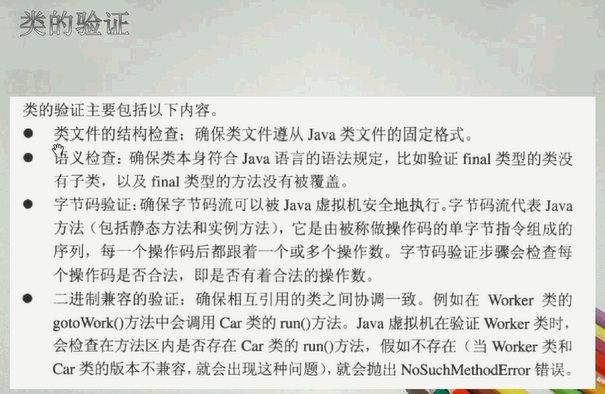 类的验证
类的验证主要包括以下内容。
● 类文件的结构检查：确保类文件遵从 Java 类文件的固定格式。
● 语义检查：确保类本身符合 Java 语言的语法规定，比如验证 final 类型的类没
有子类，以及 final 类型的方法没有被覆盖。
● 字节码验证：确保字节码流可以被 Java 虚拟机安全地执行。字节码流代表 Java
方法（包括静态方法和实例方法），它是由被称做操作码的单字节指令组成的
序列，每一个操作码后都跟着一个或多个操作数。字节码验证步骤会检查每
个操作码是否合法，即是否有着合法的操作数。
● 二进制兼容的验证：确保相互引用的类之间协调一致。例如在 Worker 类的
gotoWork()方法中会调用 Car 类的 run()方法。Java 虚拟机在验证 Worker 类时，
会检查在方法区内是否存在 Car 类的 run()方法，假如不存在（当 Worker 类和
Car 类的版本不兼容，就会出现这种问题），就会抛出 NoSuchMethodError 错误。